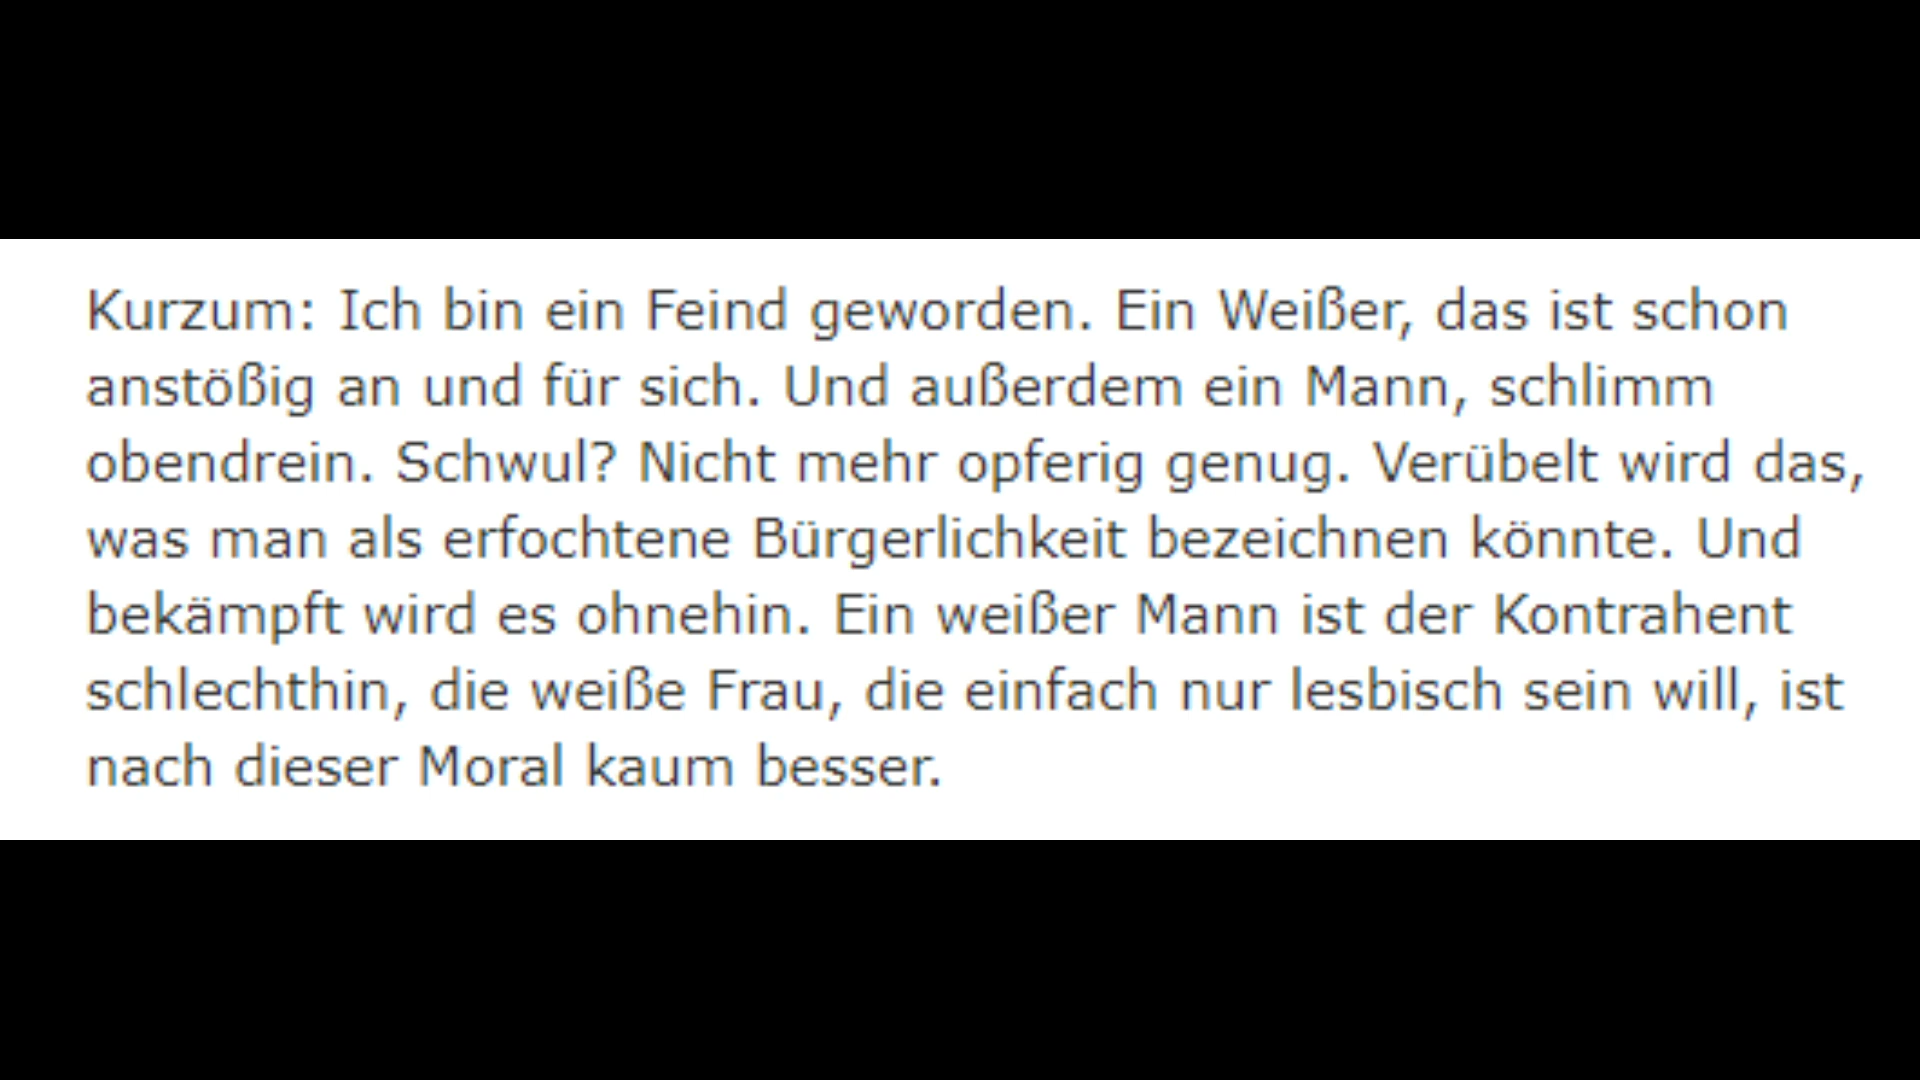 Kurzum: Ich bin ein Feind geworden. Ein Weißer, das ist schon
anstößig an und für sich. Und außerdem ein Mann, schlimm
obendrein. Schwul? Nicht mehr opferig genug. Verübelt wird das,
was man als erfochtene Bürgerlichkeit bezeichnen könnte. Und
bekämpft wird es ohnehin. Ein weißer Mann ist der Kontrahent
schlechthin, die weiße Frau, die einfach nur lesbisch sein will, ist
nach dieser Moral kaum besser.